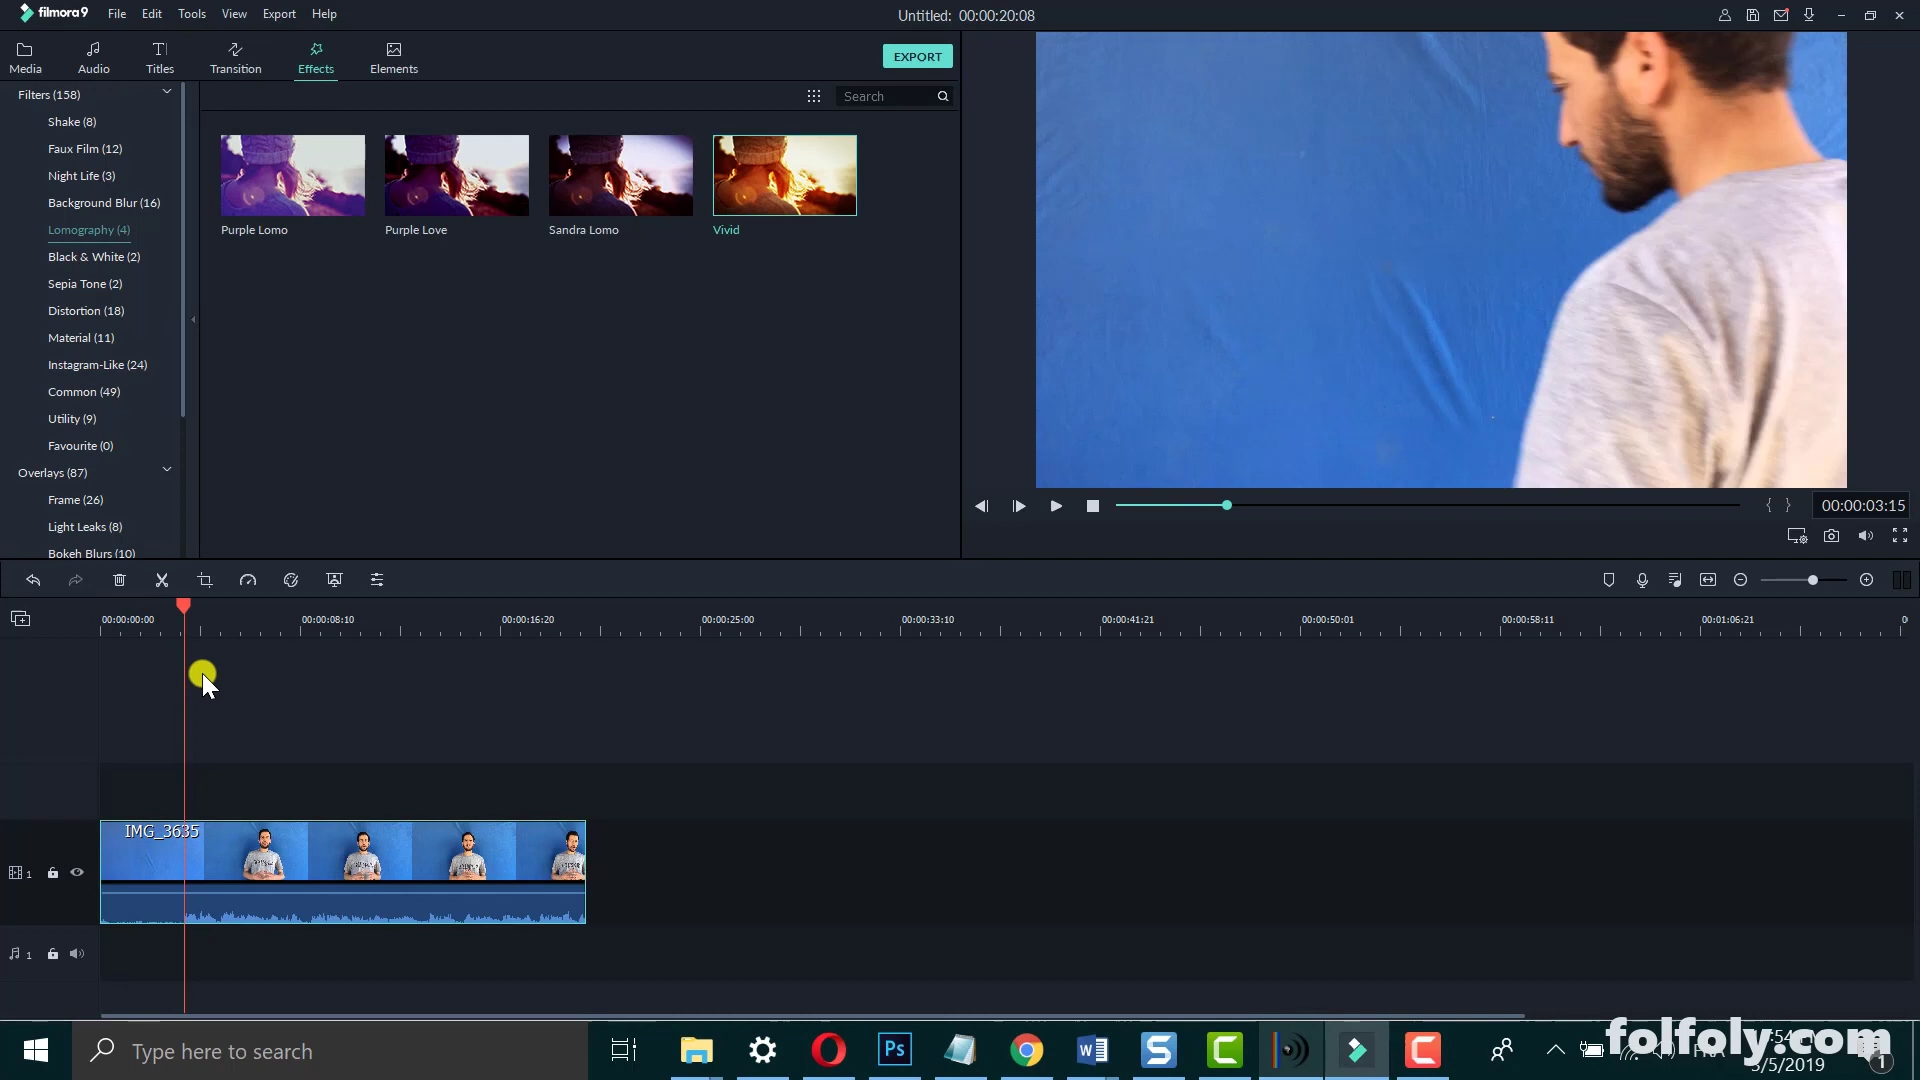 filmora9
File
Edit
Tools
View
Export
Help
Untitled: 00:00:20:08
Media
Audio
Titles
Transition
Effects
Elements
EXPORT
Filters (158)
Shake (8)
Faux Film (12)
Night Life (3)
Background Blur (16)
Lomography (4)
Black & White (2)
Sepia Tone (2)
Distortion (18)
Material (11)
Instagram-Like (24)
Common (49)
Utility (9)
Favourite (0)
Overlays (87)
Frame (26)
Light Leaks (8)
Bokeh Blurs (10)
Search
Purple Lomo
Purple Love
Sandra Lomo
Vivid
00:00:03:15
00:00:00:00
00:00:08:10
00:00:16:20
00:00:25:00
00:00:33:10
00:00:41:21
00:00:50:01
00:00:58:11
00:01:06:21
IMG_3635
1
1
Type here to search
Ps
folfoly.com
3/5/2019
1